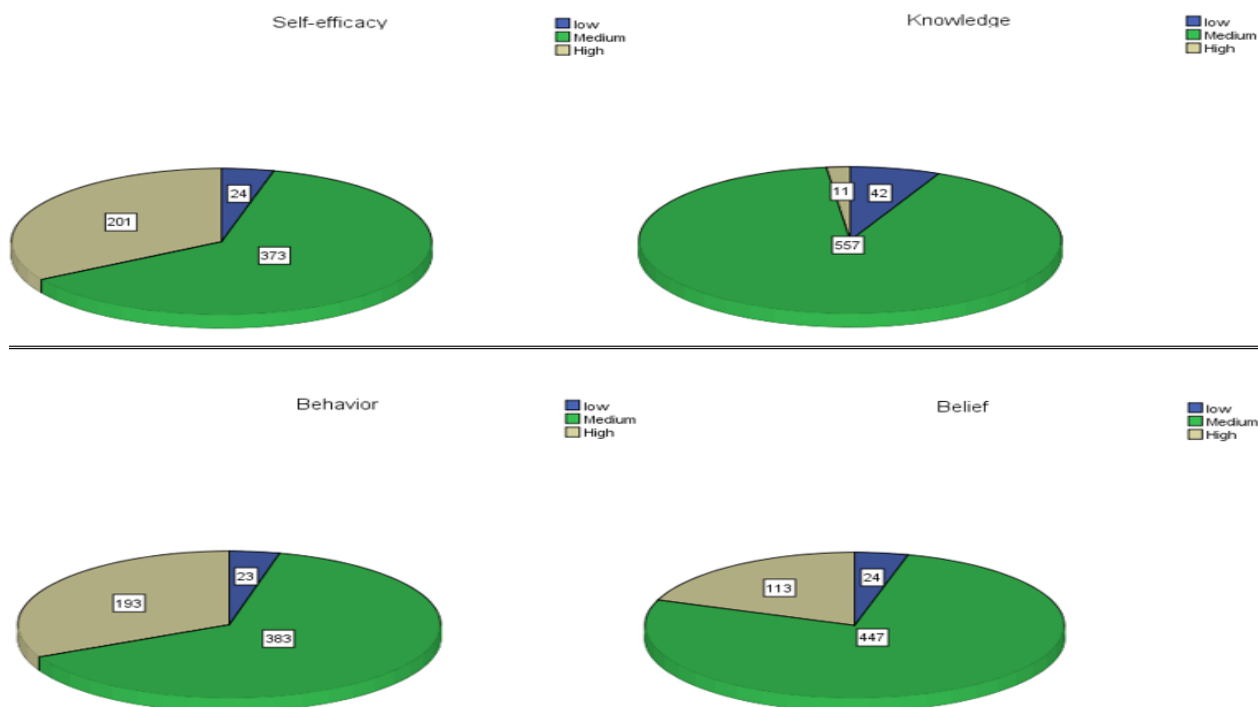 Self-efficacy
low
Medium
High
24
201
373
Knowledge
low
Medium
High
11
42
557
Behavior
low
Medium
High
23
193
383
Belief
low
Medium
High
24
113
447